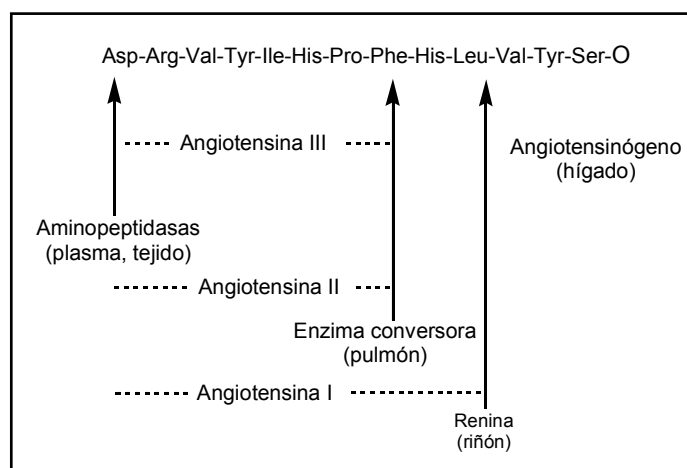 Asp-Arg-Val-Tyr-Ile-His-Pro-Phe-His-Leu-Val-Tyr-Ser-O
Angiotensina III
Angiotensinógeno
(hígado)
Aminopeptidasas
(plasma, tejido)
Angiotensina II
Enzima conversora
(pulmón)
Angiotensina I
Renina
(riñón)